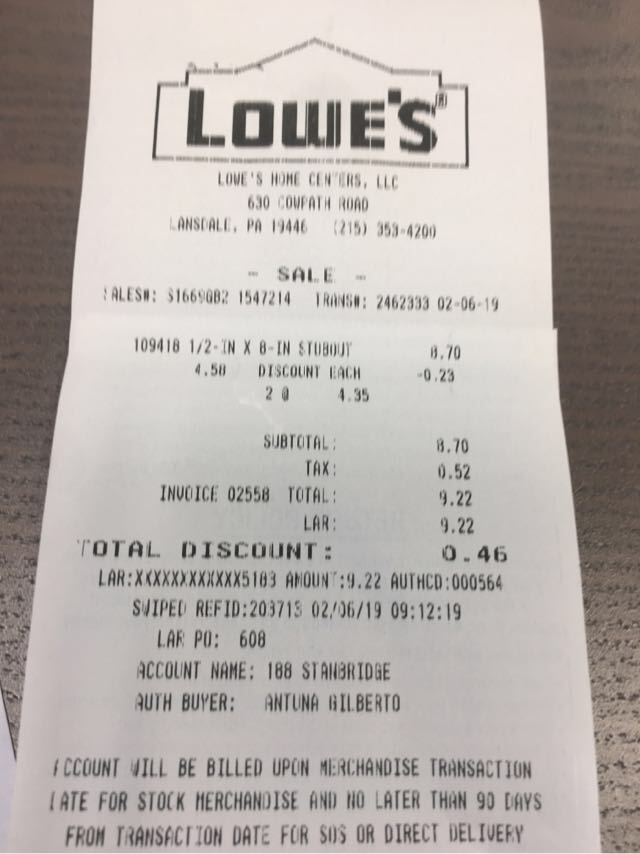 LOWE'S®
LOWE'S HOME CENTERS, LLC
630 COWPATH ROAD
LANSDALE, PA 19446 (215) 353-4200
- SALE -
SALES#: S1669GB2 1547214 TRANS#: 2462333 02-06-19
109418 1/2-IN X 8-IN STUBOUT 8.70
4.58 DISCOUNT EACH -0.23
2 @ 4.35
SUBTOTAL: 8.70
TAX: 0.52
INVOICE 02558 TOTAL: 9.22
LAR: 9.22
TOTAL DISCOUNT: 0.46
LAR:XXXXXXXXXXXX5183 AMOUNT:9.22 AUTHCD:000564
SWIPED REFID:203713 02/06/19 09:12:19
LAR PO: 608
ACCOUNT NAME: 188 STANBRIDGE
AUTH BUYER: ANTUNA GILBERTO
ACCOUNT WILL BE BILLED UPON MERCHANDISE TRANSACTION
DATE FOR STOCK MERCHANDISE AND NO LATER THAN 90 DAYS
FROM TRANSACTION DATE FOR SOS OR DIRECT DELIVERY